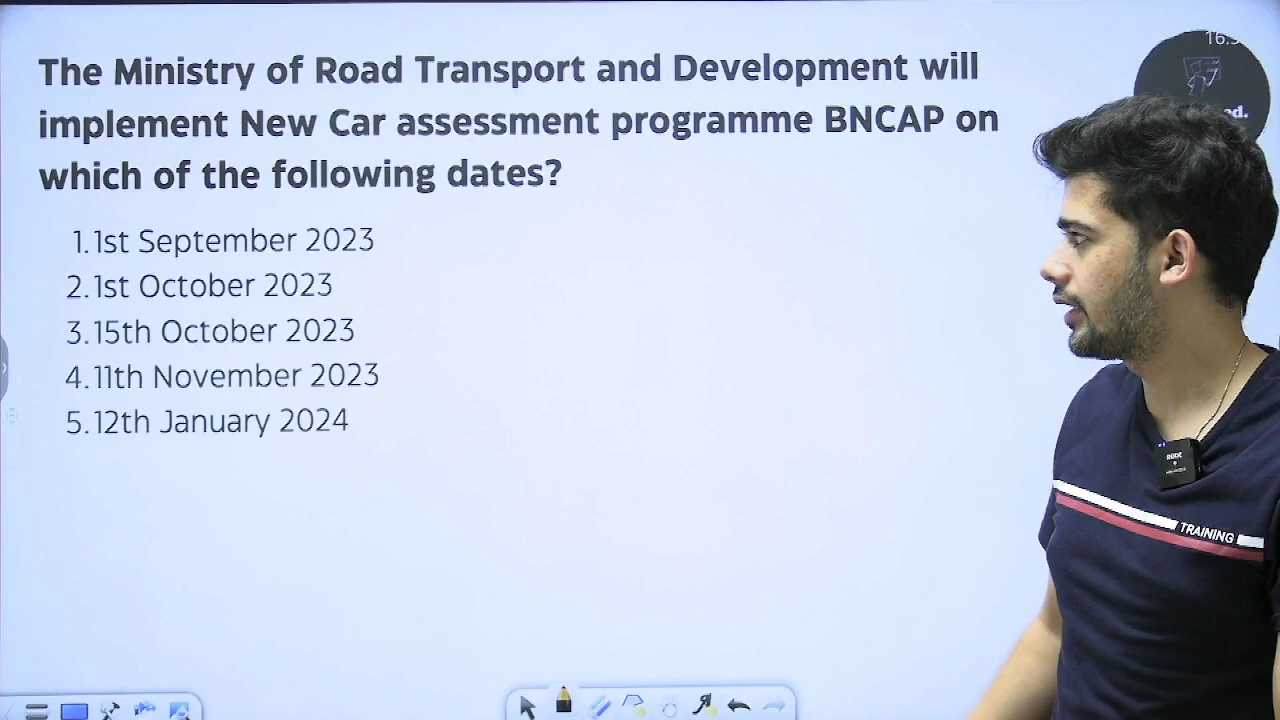 The Ministry of Road Transport and Development will
implement New Car assessment programme BNCAP on
which of the following dates?
1. 1st September 2023
2. 1st October 2023
3. 15th October 2023
4. 11th November 2023
5. 12th January 2024
RØDE
TRAINING